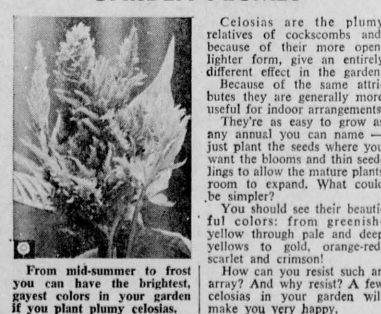 From mid-summer to frost
you can have the brightest,
gayest colors in your garden
if you plant plumy celosias.
Celosias are the plumy
relatives of cockscombs and
because of their more open
lighter form, give an entirely
different effect in the garden
Because of the same attri-
butes they are generally more
useful for indoor arrangements
They're as easy to grow as
any annual you can name —
just plant the seeds where you
want the blooms and thin seed-
lings to allow the mature plants
room to expand. What could
be simpler?
You should see their beauti-
ful colors: from greenish
yellow through pale and deep
yellows to gold, orange-red
scarlet and crimson!
How can you resist such an
array? And why resist? A few
celosias in your garden will
make you very happy.